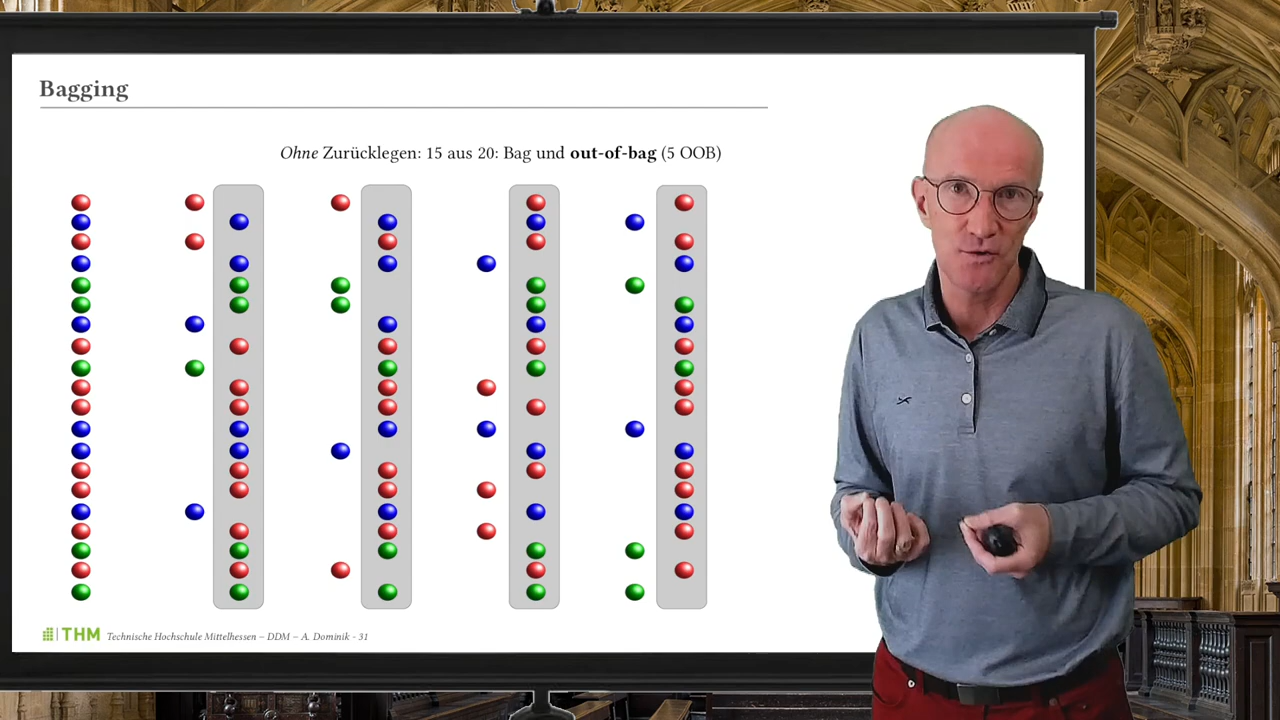 Bagging
Ohne Zurücklegen: 15 aus 20: Bag und out-of-bag (5 OOB)
THM Technische Hochschule Mittelhessen – DDM – A. Dominik - 31